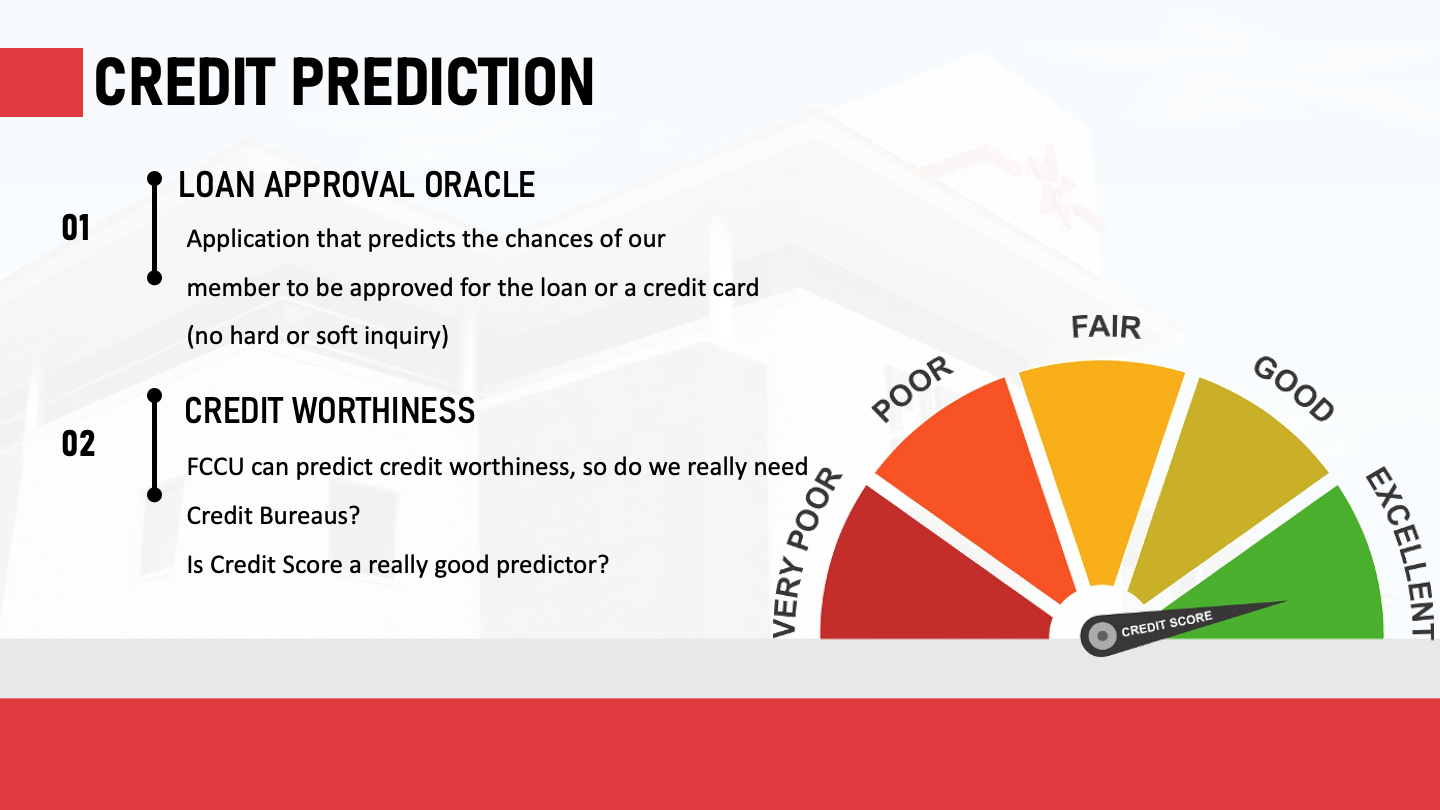 CREDIT PREDICTION
01
LOAN APPROVAL ORACLE
Application that predicts the chances of our
member to be approved for the loan or a credit card
(no hard or soft inquiry)
02
CREDIT WORTHINESS
FCCU can predict credit worthiness, so do we really need
Credit Bureaus?
Is Credit Score a really good predictor?
VERY POOR
POOR
FAIR
GOOD
EXCELLENT
CREDIT SCORE